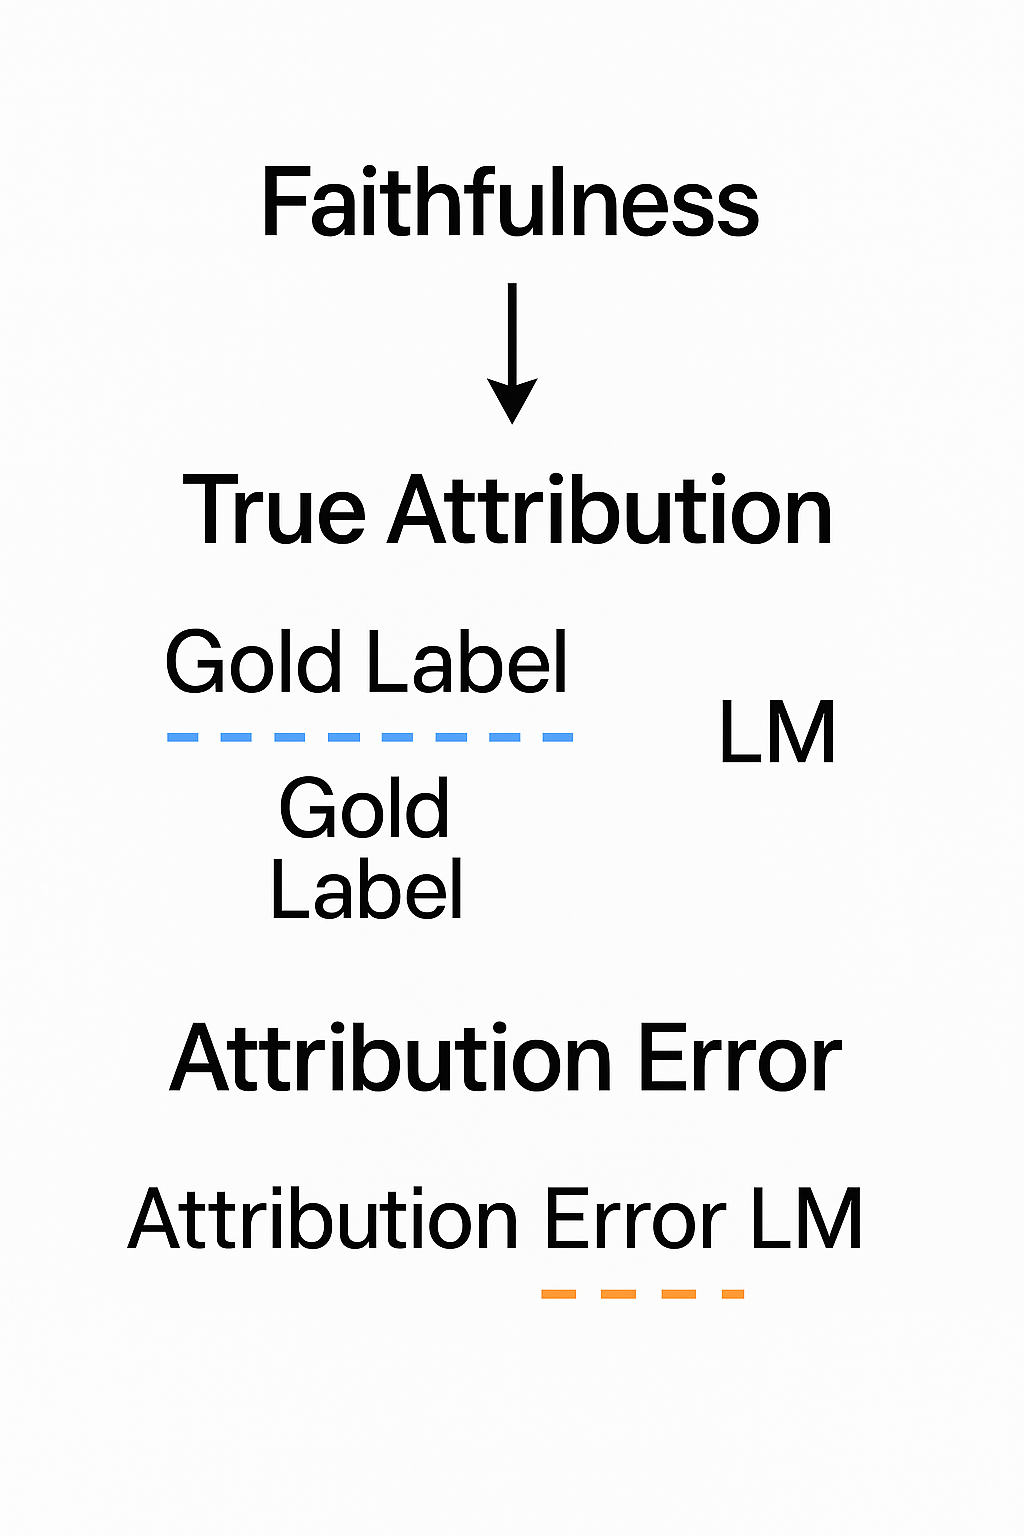 Faithfulness
True Attribution
Gold Label
LM
Gold
Label
Attribution Error
Attribution Error LM